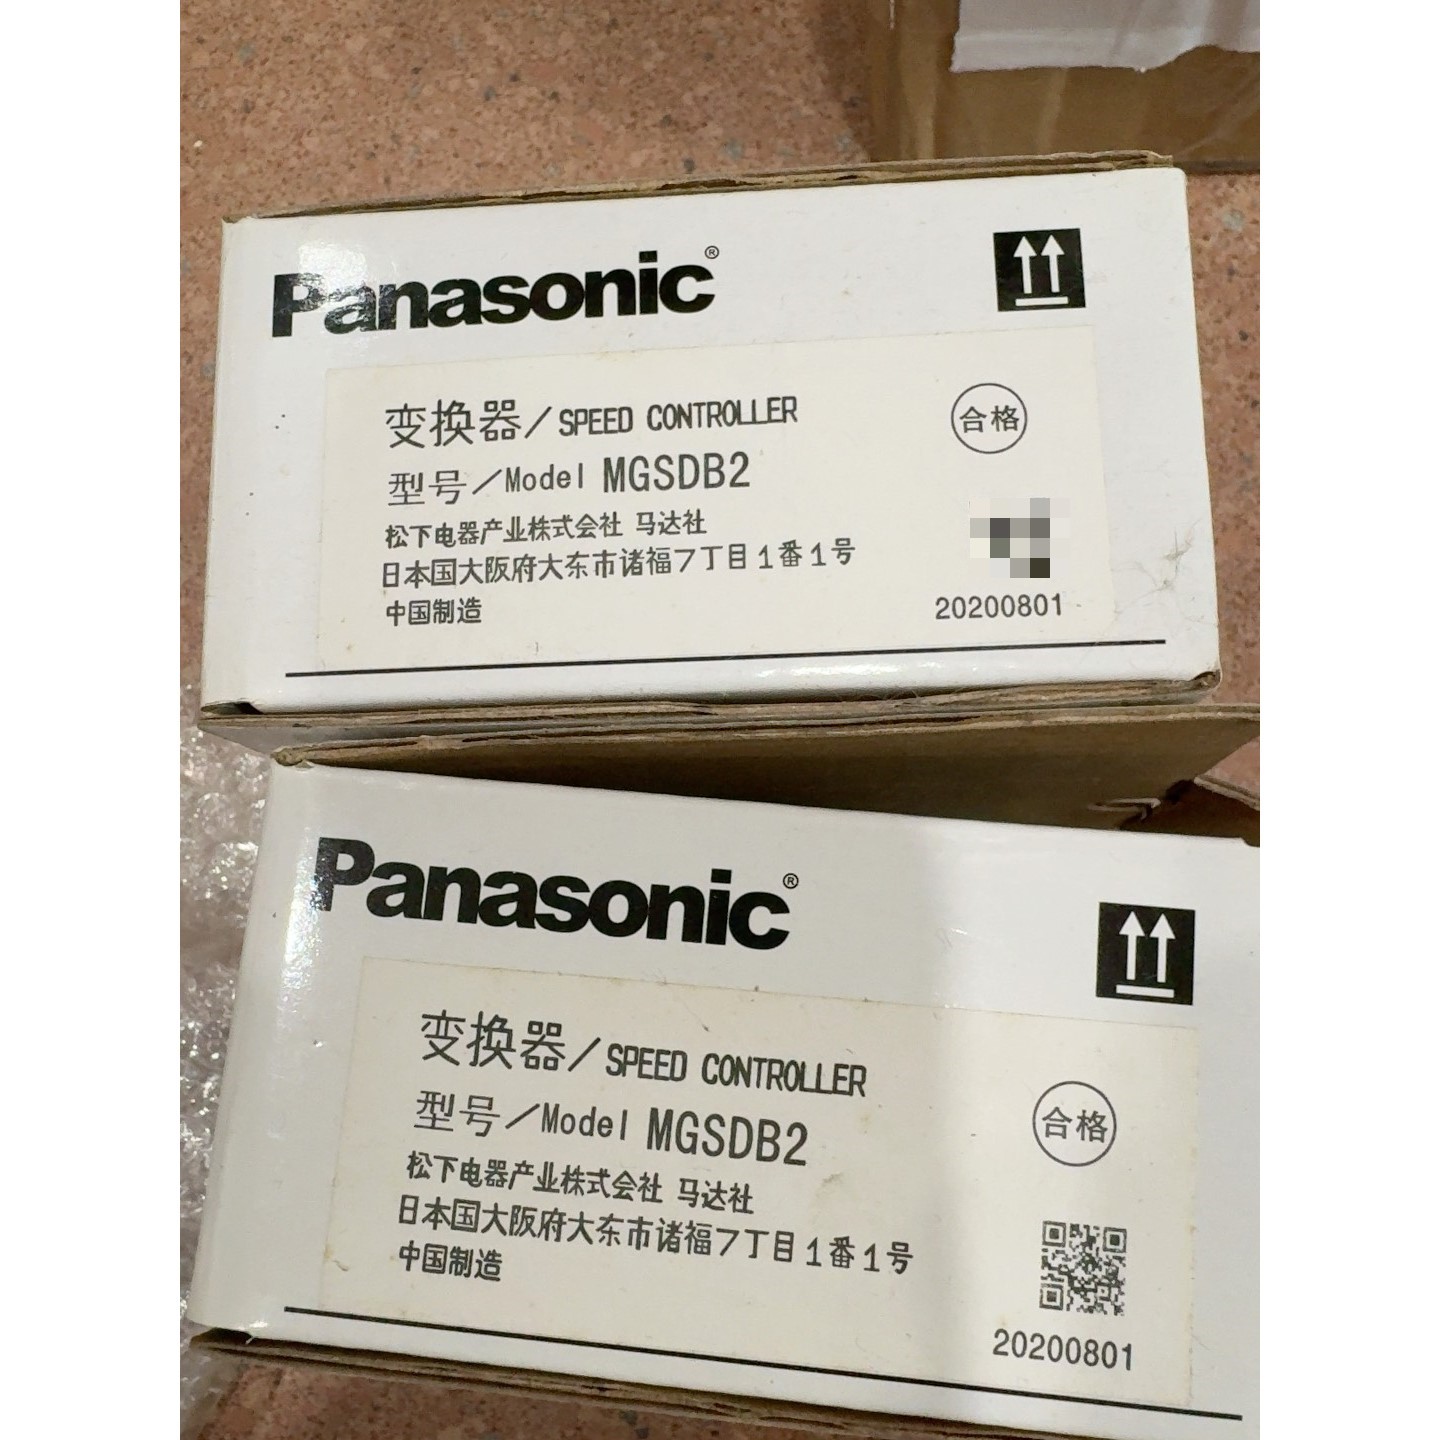 Panasonic®
变换器/SPEED CONTROLLER
合格
型号/Model MGSDB2
松下电器产业株式会社 马达社
日本国大阪府大东市诸福7丁目1番1号
中国制造
20200801
Panasonic®
变换器/SPEED CONTROLLER
合格
型号/Model MGSDB2
松下电器产业株式会社 马达社
日本国大阪府大东市诸福7丁目1番1号
中国制造
20200801